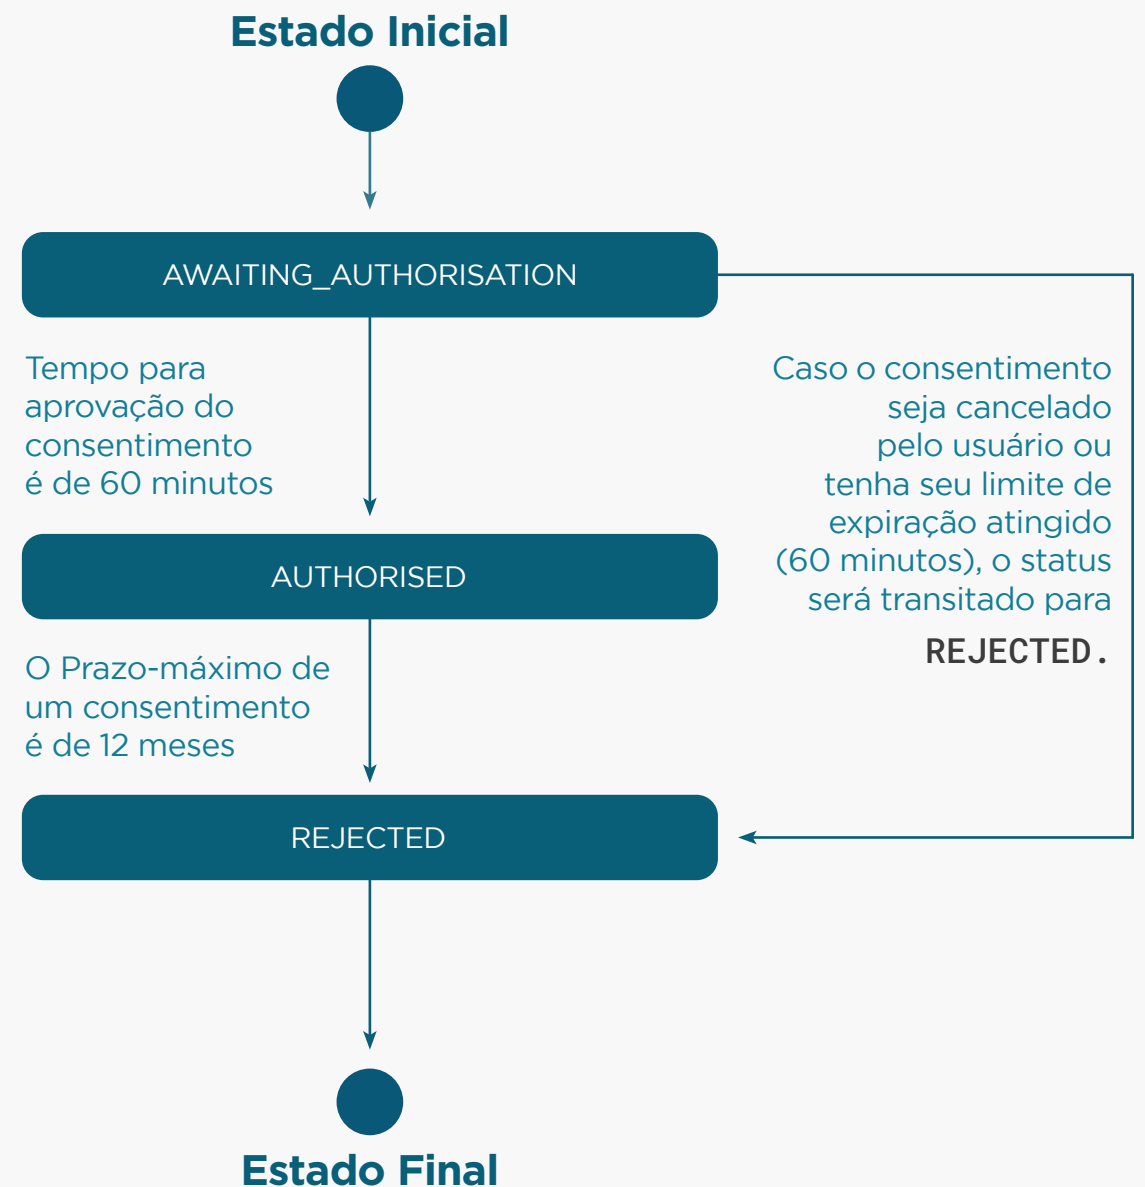 Estado Inicial
AWAITING_AUTHORISATION
Tempo para
aprovação do
consentimento
é de 60 minutos
Caso o consentimento
seja cancelado
pelo usuário ou
tenha seu limite de
expiração atingido
(60 minutos), o status
será transitado para
REJECTED.
AUTHORISED
O Prazo-máximo de
um consentimento
é de 12 meses
REJECTED
Estado Final